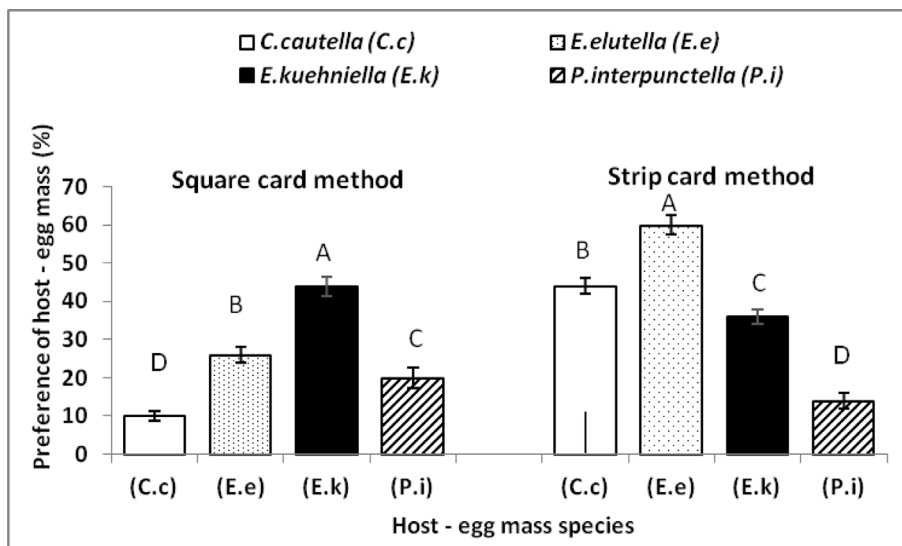 C.cautella (C.c) E.elutella (E.e)
E.kuehniella (E.k) P.interpunctella (P.i)
Preference of host - egg mass (%)
Square card method Strip card method
70
60
50
40
30
20
10
0
D B A C B A C D
(C.c) (E.e) (E.k) (P.i) (C.c) (E.e) (E.k) (P.i)
Host - egg mass species